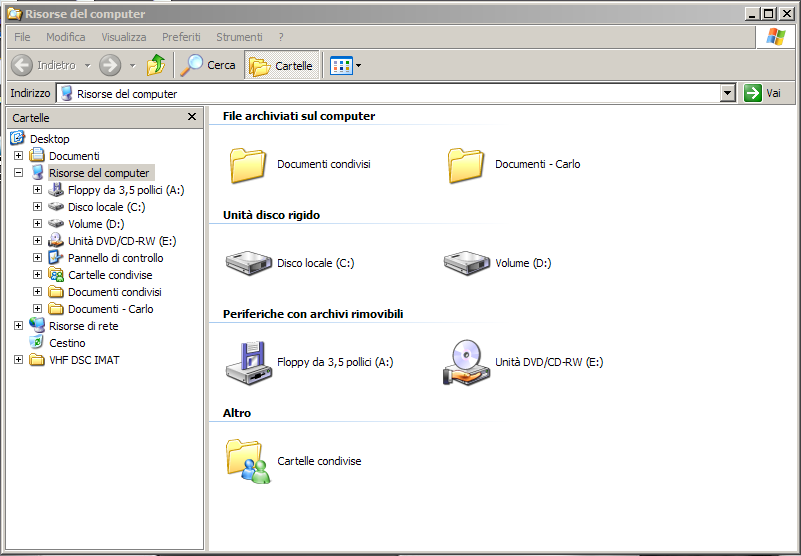 Risorse del computer
File Modifica Visualizza Preferiti Strumenti ?
Indietro Cerca Cartelle
Indirizzo Risorse del computer Vai
Cartelle
Desktop
Documenti
Risorse del computer
Floppy da 3,5 pollici (A:)
Disco locale (C:)
Volume (D:)
Unità DVD/CD-RW (E:)
Pannello di controllo
Cartelle condivise
Documenti condivisi
Documenti - Carlo
Risorse di rete
Cestino
VHF DSC IMAT
File archiviati sul computer
Documenti condivisi Documenti - Carlo
Unità disco rigido
Disco locale (C:) Volume (D:)
Periferiche con archivi rimovibili
Floppy da 3,5 pollici (A:) Unità DVD/CD-RW (E:)
Altro
Cartelle condivise